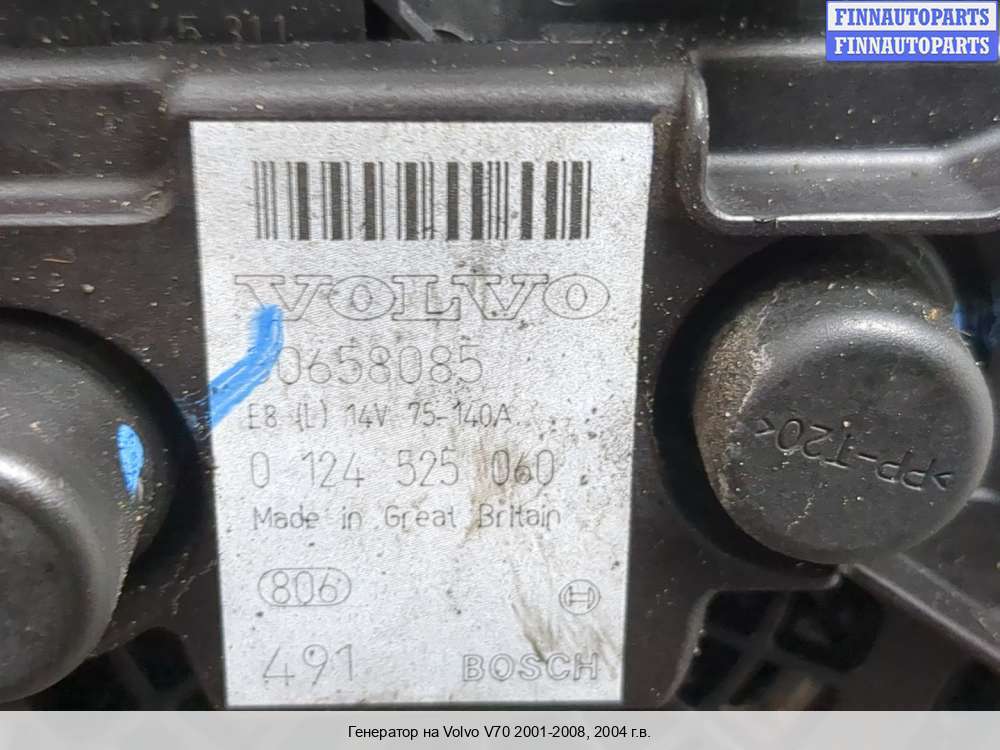 FINNAUTOPARTS
FINNAUTOPARTS
VOLVO
0658085
E8 (L) 14V 75-140A
0 124 525 060
Made in Great Britain
806
491 BOSCH
>PP-T20<
Генератор на Volvo V70 2001-2008, 2004 г.в.